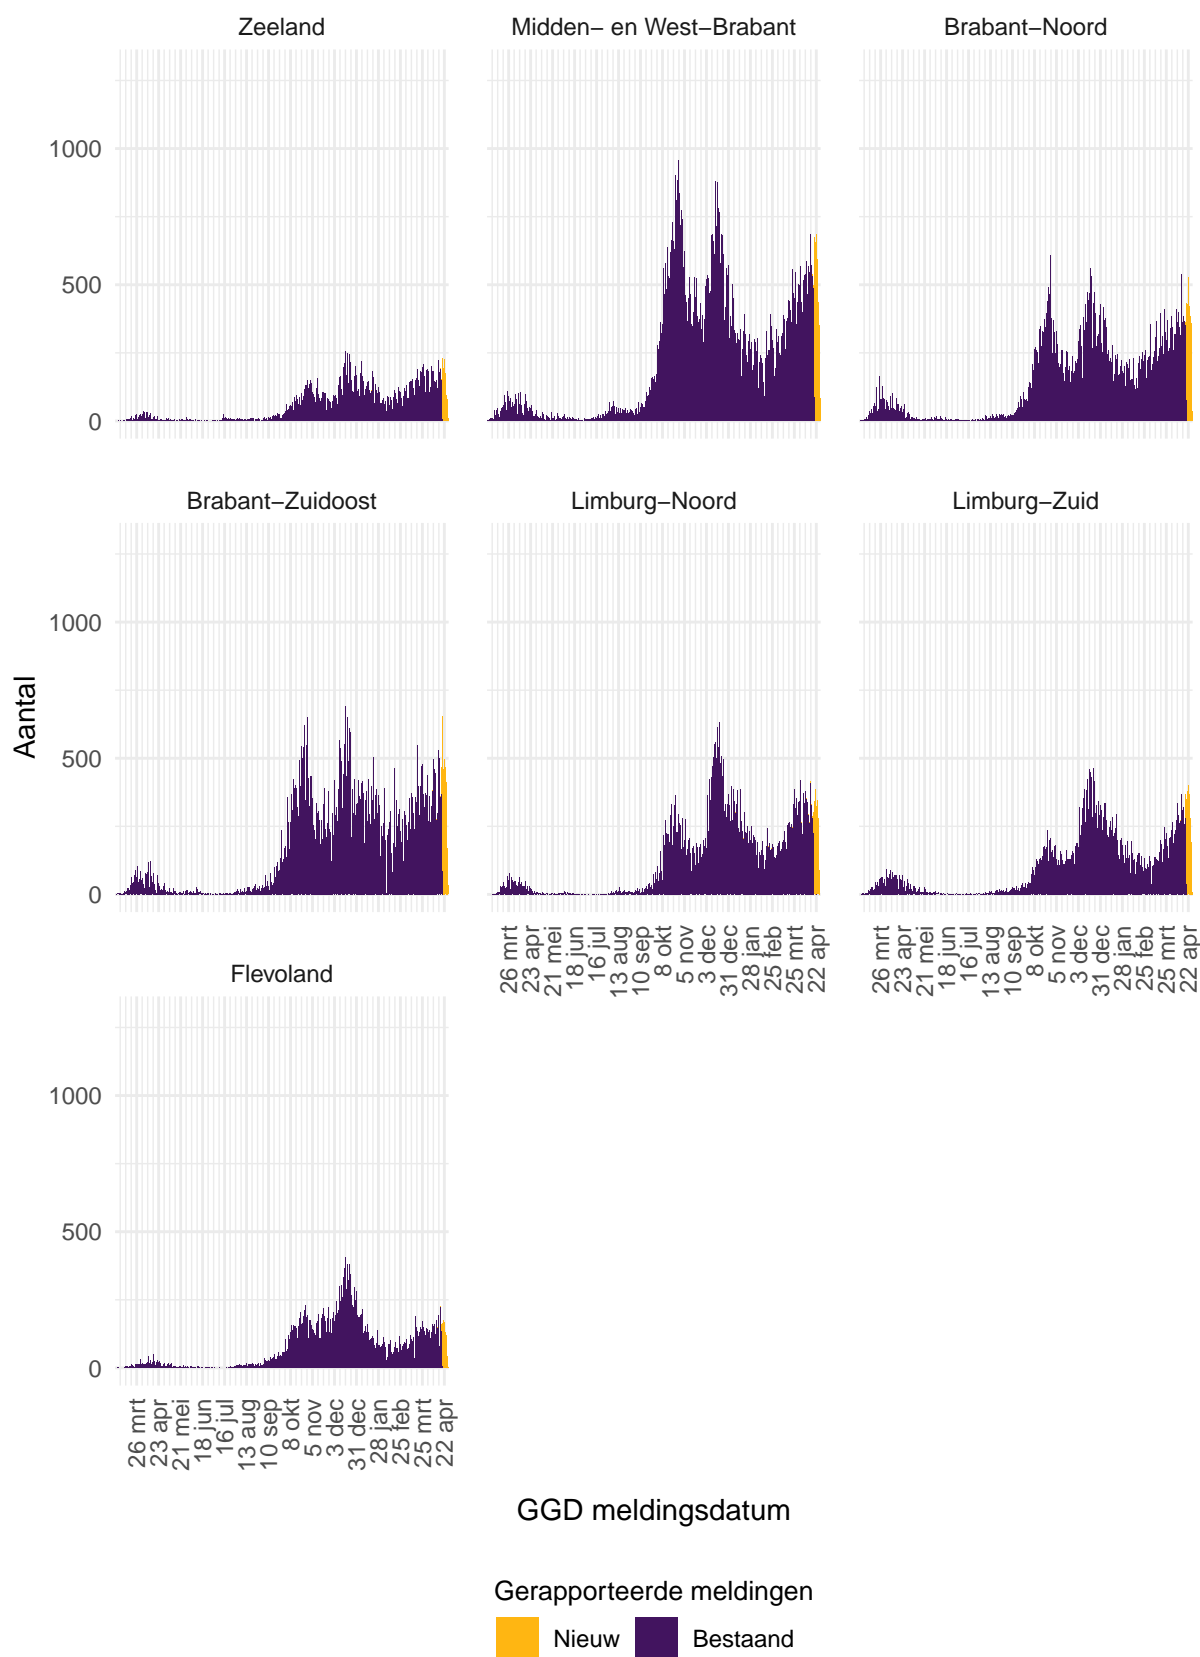 Zeeland
Midden− en West−Brabant
Brabant−Noord
1000
500
0
Brabant−Zuidoost
Limburg−Noord
Limburg−Zuid
1000
500
0
Aantal
26 mrt
23 apr
21 mei
18 jun
16 jul
13 aug
10 sep
8 okt
5 nov
3 dec
31 dec
28 jan
25 feb
25 mrt
22 apr
26 mrt
23 apr
21 mei
18 jun
16 jul
13 aug
10 sep
8 okt
5 nov
3 dec
31 dec
28 jan
25 feb
25 mrt
22 apr
Flevoland
1000
500
0
26 mrt
23 apr
21 mei
18 jun
16 jul
13 aug
10 sep
8 okt
5 nov
3 dec
31 dec
28 jan
25 feb
25 mrt
22 apr
GGD meldingsdatum
Gerapporteerde meldingen
Nieuw
Bestaand